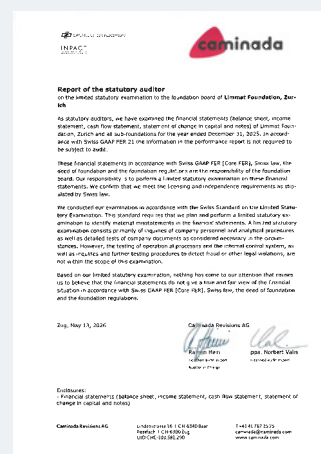 INPACT
caminada
Report of the statutory auditor
on the limited statutory examination to the foundation board of Limmat Foundation, Zur-
ich
As statutory auditors, we have examined the financial statements (balance sheet, income
statement, cash flow statement, statement of change in capital and notes) of Limmat Foun-
dation, Zurich and all sub-foundations for the year ended December 31, 2025. In accord-
ance with Swiss GAAP FER 21 the information in the performance report is not required to
be subject to audit.
These financial statements in accordance with Swiss GAAP FER [Core FER], Swiss law, the
deed of foundation and the foundation regulations are the responsibility of the foundation
board. Our responsibility is to perform a limited statutory examination on these financial
statements. We confirm that we meet the licensing and independence requirements as stip-
ulated by Swiss law.
We conducted our examination in accordance with the Swiss Standard on the Limited Statu-
tory Examination. This standard requires that we plan and perform a limited statutory ex-
amination to identify material misstatements in the financial statements. A limited statutory
examination consists primarily of inquiries of company personnel and analytical procedures
as well as detailed tests of company documents as considered necessary in the circum-
stances. However, the testing of operational processes and the internal control system, as
well as inquiries and further testing procedures to detect fraud or other legal violations, are
not within the scope of this examination.
Based on our limited statutory examination, nothing has come to our attention that causes
us to believe that the financial statements do not give a true and fair view of the financial
situation in accordance with Swiss GAAP FER [Core FER], Swiss law, the deed of foundation
and the foundation regulations.
Zug, May 13, 2026
Caminada Revisions AG
ppa. Norbert
Enclosures:
- Financial statements (balance sheet, income statement, cash flow statement, statement of
change in capital and notes)
Caminada Revisions AG
caminada@caminada.com
www.caminada.com